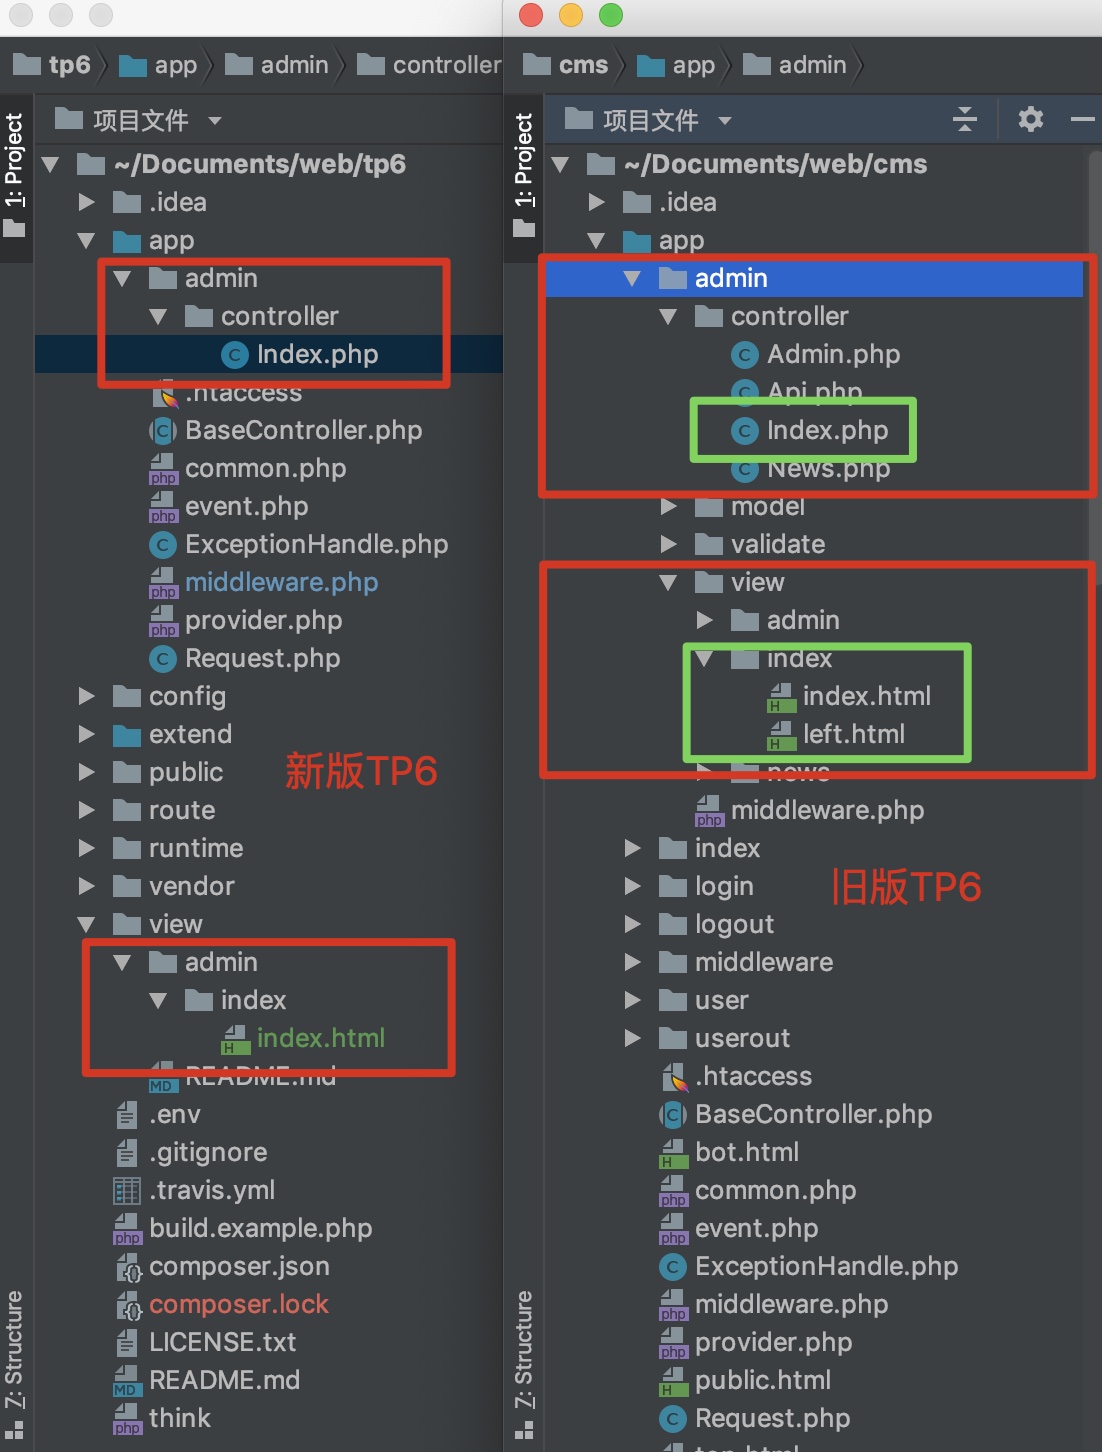 tp6 app admin controller
1: Project
项目文件
~/Documents/web/tp6
.idea
app
admin
controller
Index.php
.htaccess
BaseController.php
common.php
event.php
ExceptionHandle.php
middleware.php
provider.php
Request.php
config
extend
public
新版TP6
route
runtime
vendor
view
admin
index
index.html
README.md
.env
.gitignore
.travis.yml
build.example.php
composer.json
composer.lock
LICENSE.txt
README.md
think
Z: Structure
cms app admin
1: Project
项目文件
~/Documents/web/cms
.idea
app
admin
controller
Admin.php
Api.php
Index.php
News.php
model
validate
view
admin
index
index.html
left.html
news
middleware.php
index
login
旧版TP6
logout
middleware
user
userout
.htaccess
BaseController.php
bot.html
common.php
event.php
ExceptionHandle.php
middleware.php
provider.php
public.html
Request.php
top.html
Z: Structure